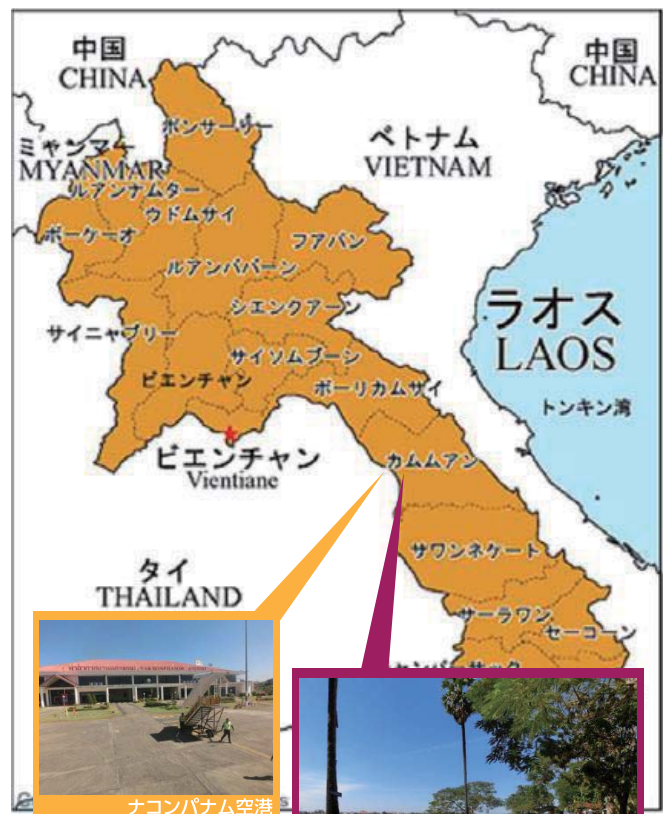 中国
CHINA
中国
CHINA
ポンサーリー
ベトナム
VIETNAM
ミャンマー
MYANMAR
ルアンナムター
ウドムサイ
ボーケーオ
フアパン
ルアンパバーン
シエンクアーン
ラオス
LAOS
サイニャブリー
サイソムブーン
ビエンチャン
ボーリカムサイ
トンキン湾
ビエンチャン
Vientiane
カムムアン
サワンネケート
タイ
THAILAND
サーラワン
セーコーン
ナコンパナム空港